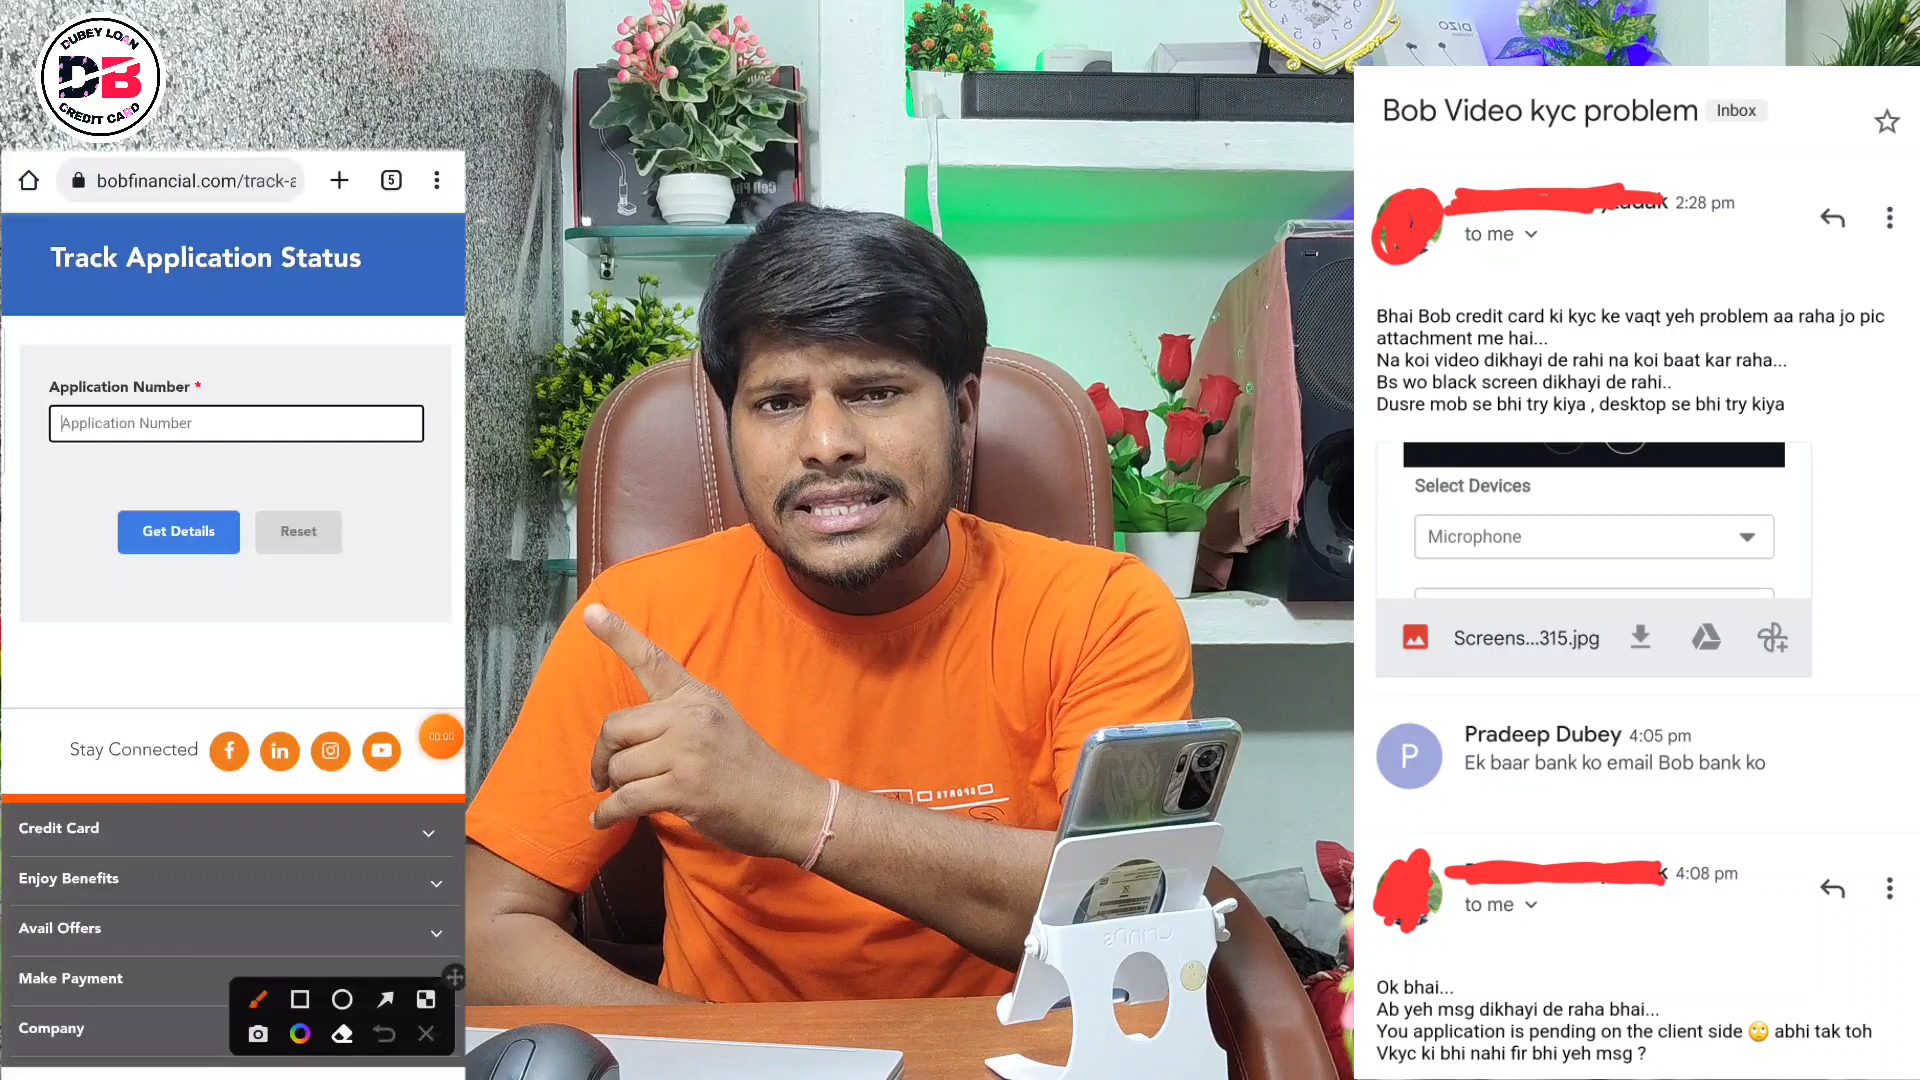 DUBEY LOAN
DB
CREDIT CARD
bobfinancial.com/track-a
5
Track Application Status
Application Number *
Application Number
Get Details
Reset
Stay Connected
00:00
Credit Card
Enjoy Benefits
Avail Offers
Make Payment
Company
DIZO
SPORTS
Bob Video kyc problem
Inbox
2:28 pm
to me
Bhai Bob credit card ki kyc ke vaqt yeh problem aa raha jo pic
attachment me hai...
Na koi video dikhayi de rahi na koi baat kar raha...
Bs wo black screen dikhayi de rahi..
Dusre mob se bhi try kiya , desktop se bhi try kiya
Select Devices
Microphone
Screens...315.jpg
P
Pradeep Dubey 4:05 pm
Ek baar bank ko email Bob bank ko
4:08 pm
to me
Ok bhai...
Ab yeh msg dikhayi de raha bhai...
You application is pending on the client side 🙄 abhi tak toh
Vkyc ki bhi nahi fir bhi yeh msg ?